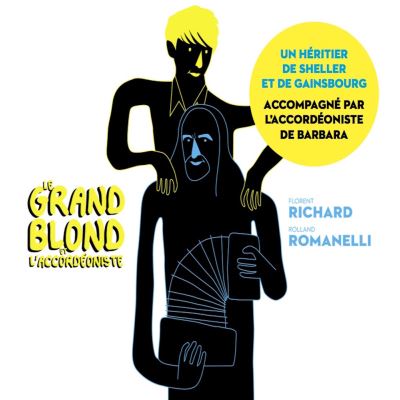 UN HÉRITIER
DE SHELLER
ET DE GAINSBOURG
ACCOMPAGNÉ PAR
L'ACCORDÉONISTE
DE BARBARA
LE
GRAND
BLOND
ET
L'ACCORDÉONISTE
FLORENT
RICHARD
ROLLAND
ROMANELLI